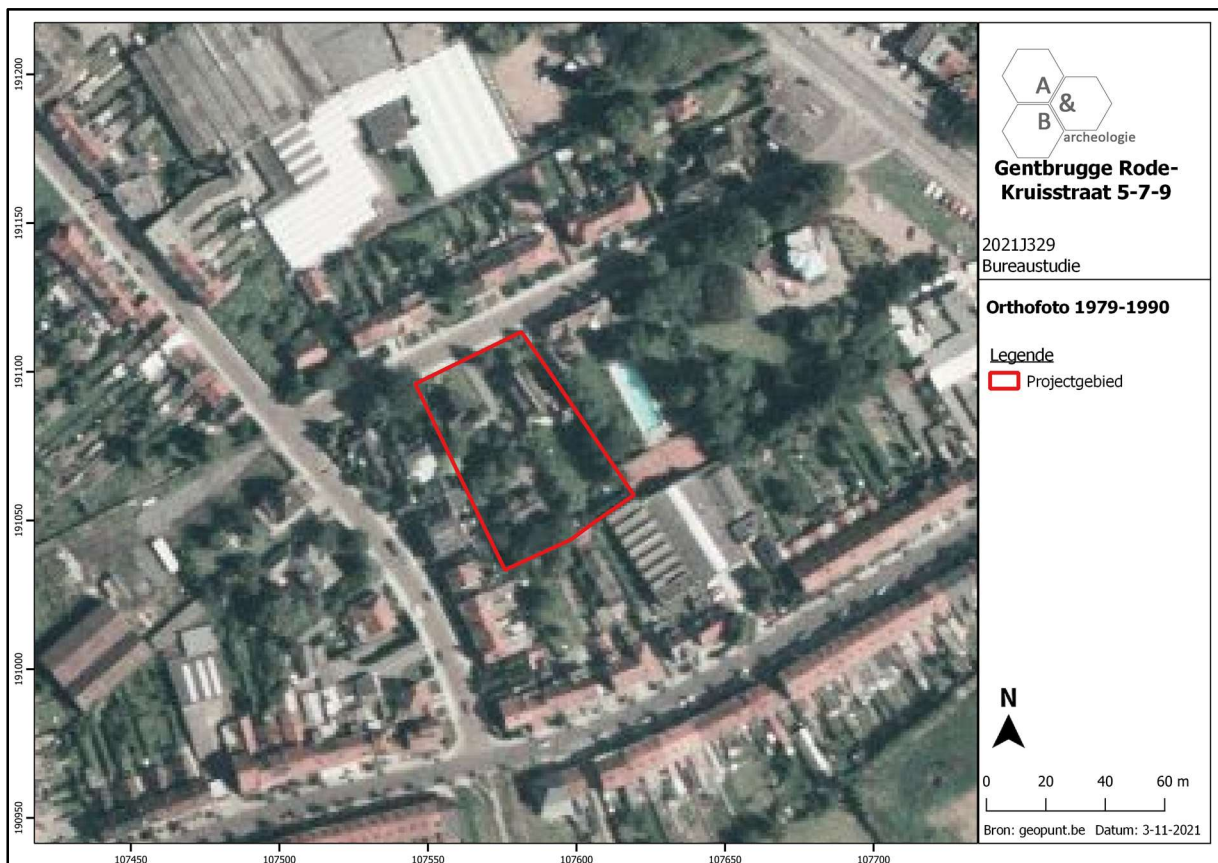 A
&
B
archeologie
Gentbrugge Rode-
Kruisstraat 5-7-9
2021J329
Bureaustudie
Orthofoto 1979-1990
Legende
Projectgebied
N
0 20 40 60 m
Bron: geopunt.be Datum: 3-11-2021
191200
191150
191100
191050
191000
190950
107450 107500 107550 107600 107650 107700